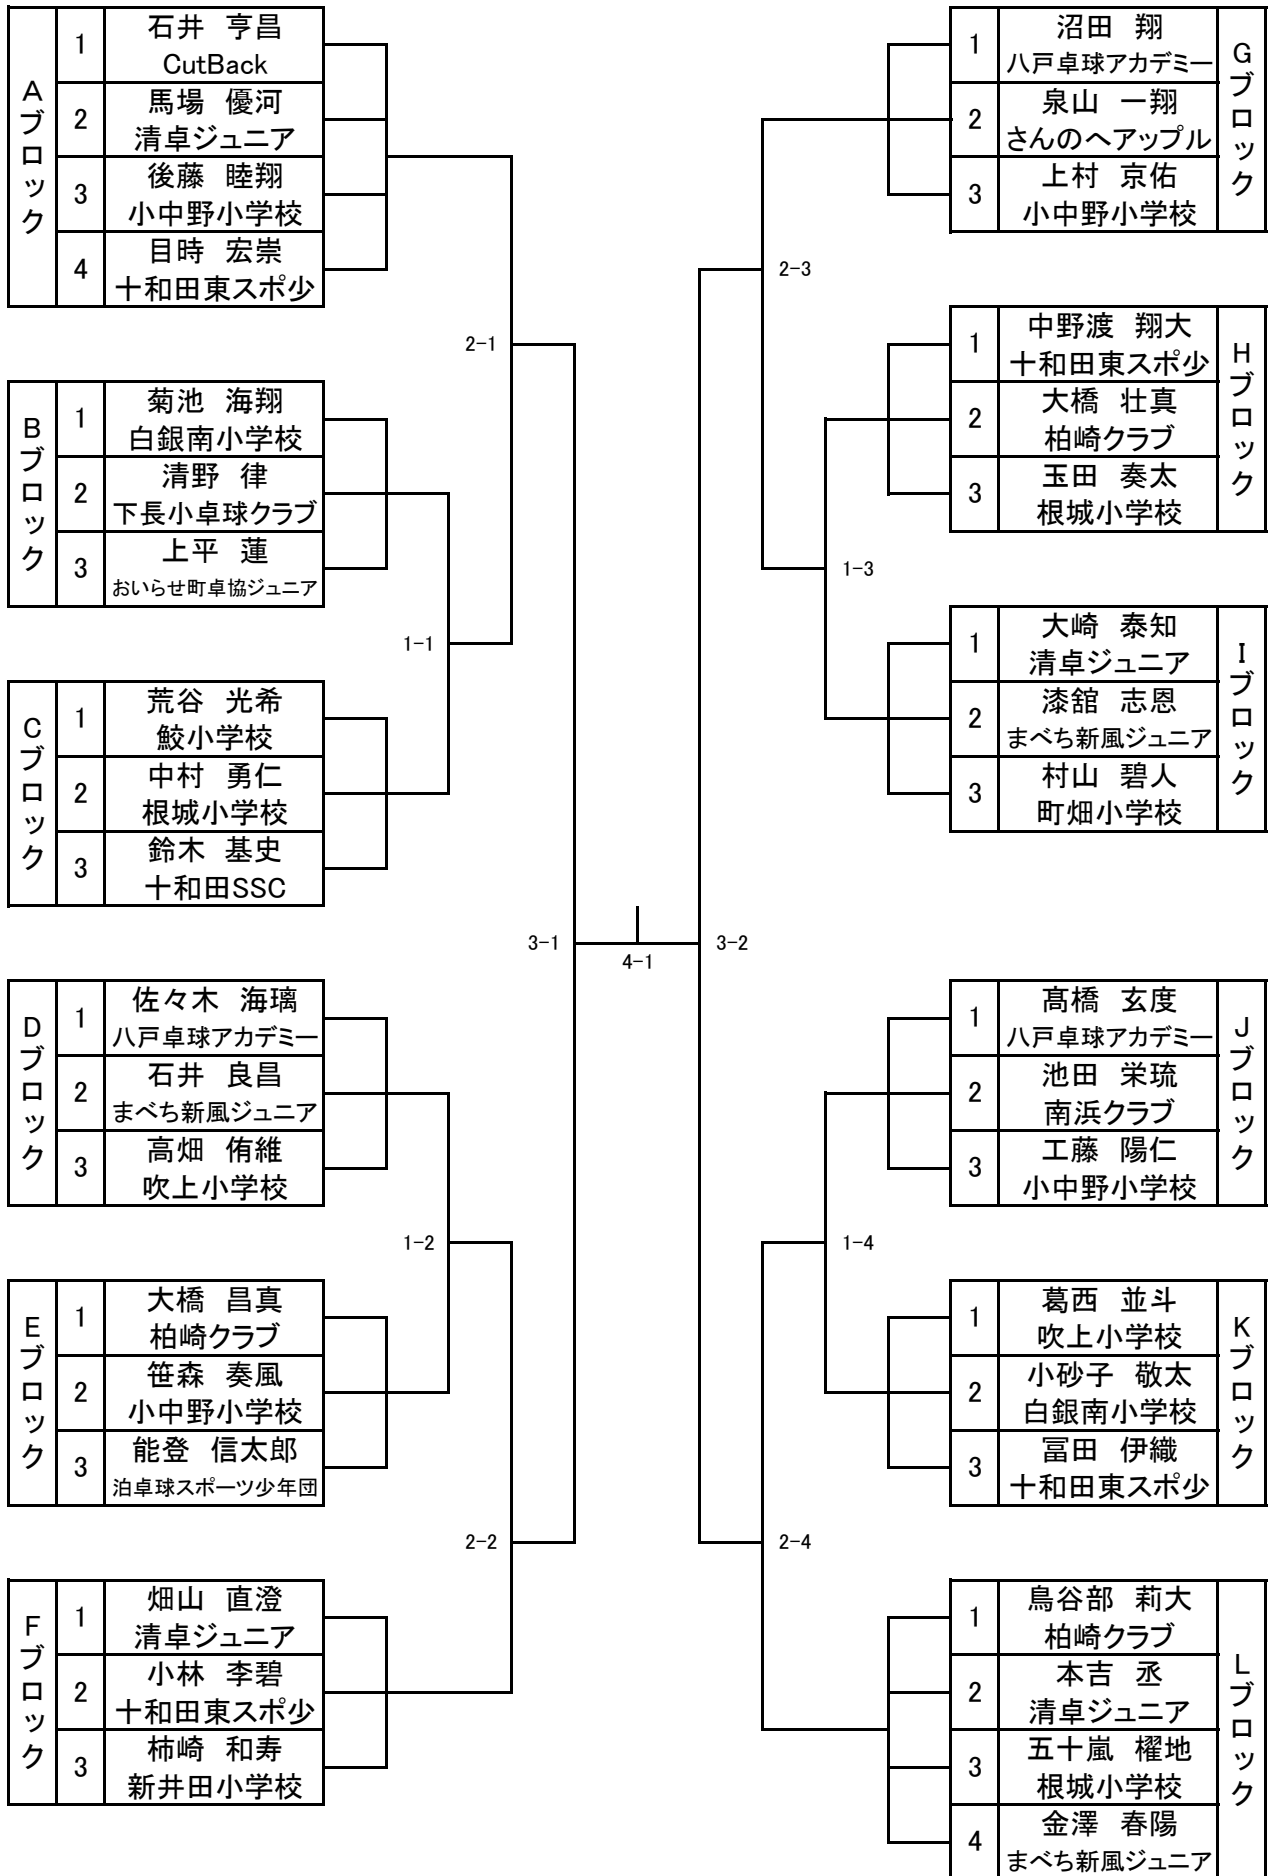 Aブロック
1
石井 亨昌
CutBack
2
馬場 優河
清卓ジュニア
3
後藤 睦翔
小中野小学校
4
目時 宏崇
十和田東スポ少
Bブロック
1
菊池 海翔
白銀南小学校
2
清野 律
下長小卓球クラブ
3
上平 蓮
おいらせ町卓協ジュニア
Cブロック
1
荒谷 光希
鮫小学校
2
中村 勇仁
根城小学校
3
鈴木 基史
十和田SSC
Dブロック
1
佐々木 海璃
八戸卓球アカデミー
2
石井 良昌
まべち新風ジュニア
3
高畑 侑維
吹上小学校
Eブロック
1
大橋 昌真
柏崎クラブ
2
笹森 奏風
小中野小学校
3
能登 信太郎
泊卓球スポーツ少年団
Fブロック
1
畑山 直澄
清卓ジュニア
2
小林 李碧
十和田東スポ少
3
柿崎 和寿
新井田小学校
2-1
1-1
3-1
1-2
2-2
4-1
2-3
1-3
3-2
1-4
2-4
Gブロック
1
沼田 翔
八戸卓球アカデミー
2
泉山 一翔
さんのへアップル
3
上村 京佑
小中野小学校
Hブロック
1
中野渡 翔大
十和田東スポ少
2
大橋 壮真
柏崎クラブ
3
玉田 奏太
根城小学校
Iブロック
1
大崎 泰知
清卓ジュニア
2
漆舘 志恩
まべち新風ジュニア
3
村山 碧人
町畑小学校
Jブロック
1
髙橋 玄度
八戸卓球アカデミー
2
池田 栄琉
南浜クラブ
3
工藤 陽仁
小中野小学校
Kブロック
1
葛西 並斗
吹上小学校
2
小砂子 敬太
白銀南小学校
3
冨田 伊織
十和田東スポ少
Lブロック
1
鳥谷部 莉大
柏崎クラブ
2
本吉 丞
清卓ジュニア
3
五十嵐 櫂地
根城小学校
4
金澤 春陽
まべち新風ジュニア